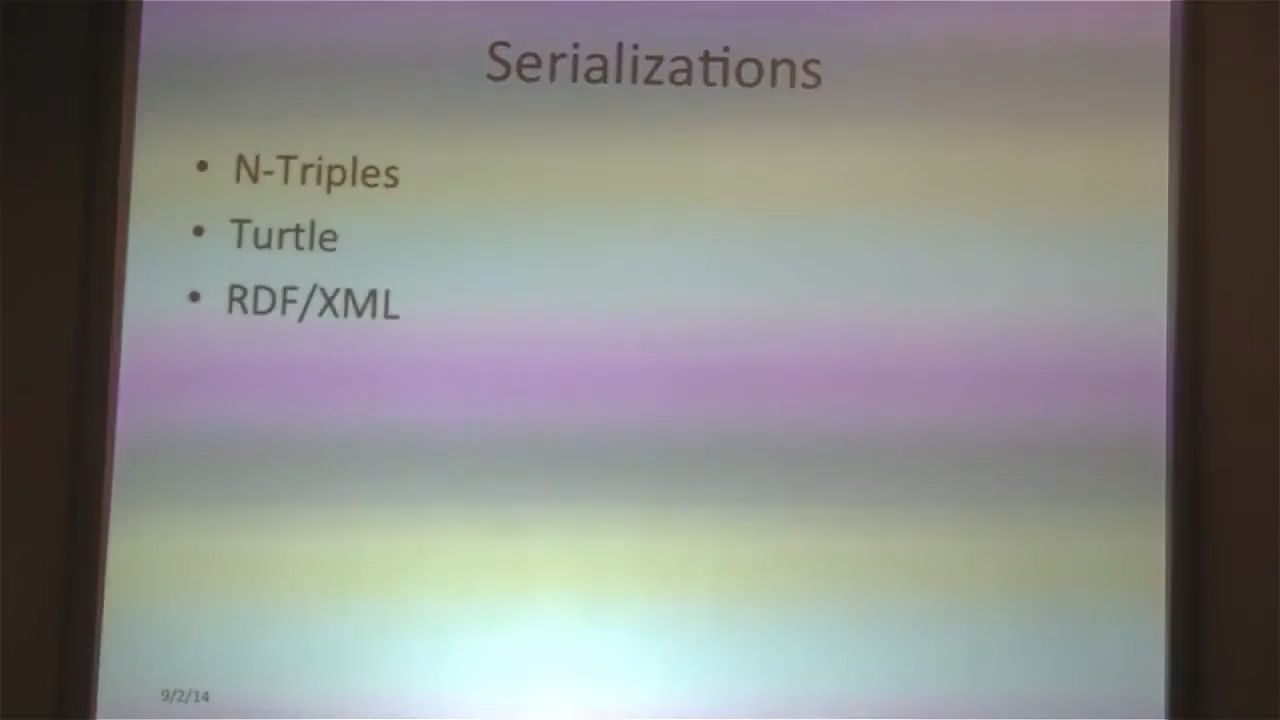 Serializations
• N-Triples
• Turtle
• RDF/XML
9/2/14